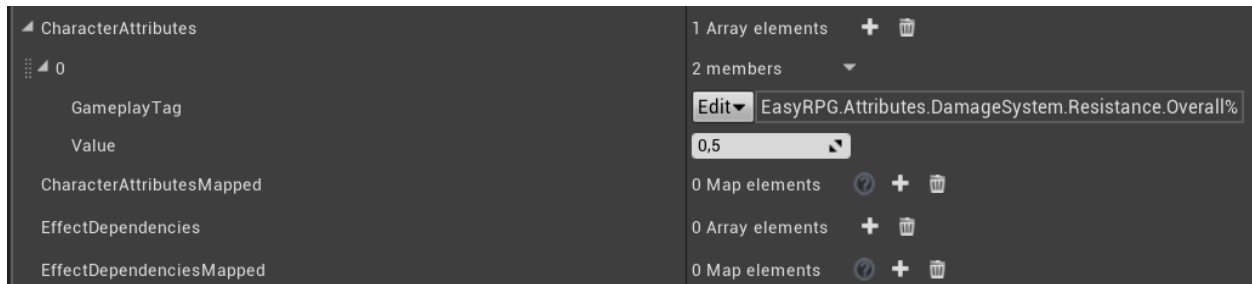 CharacterAttributes 1 Array elements
0 2 members
GameplayTag Edit EasyRPG.Attributes.DamageSystem.Resistance.Overall%
Value 0,5
CharacterAttributesMapped 0 Map elements
EffectDependencies 0 Array elements
EffectDependenciesMapped 0 Map elements